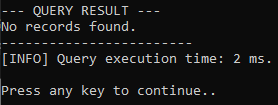 --- QUERY RESULT ---
No records found.
------------------------
[INFO] Query execution time: 2 ms.
Press any key to continue..